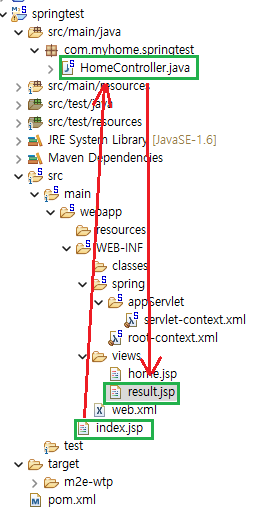 springtest
src/main/java
com.myhome.springtest
HomeController.java
src/main/resources
src/test/java
src/test/resources
JRE System Library [JavaSE-1.6]
Maven Dependencies
src
main
webapp
resources
WEB-INF
classes
spring
appServlet
servlet-context.xml
root-context.xml
views
home.jsp
result.jsp
web.xml
index.jsp
test
target
m2e-wtp
pom.xml